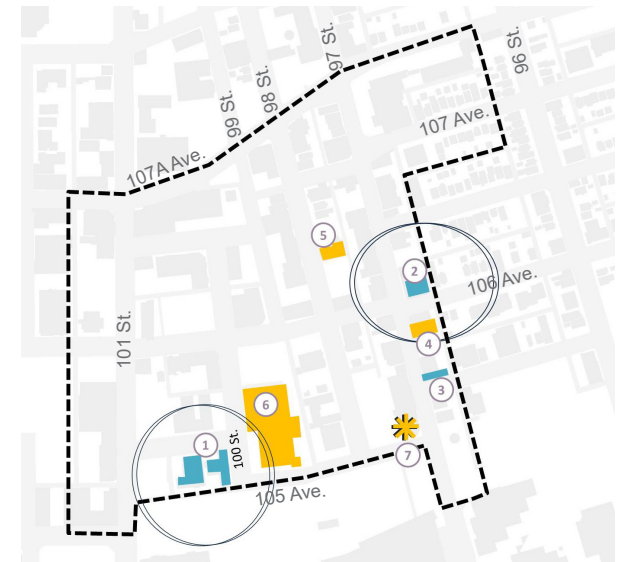 97 St.
96 St.
98 St.
99 St.
107 Ave.
107A Ave.
5
2
106 Ave.
101 St.
4
3
6
7
1
100 St.
105 Ave.